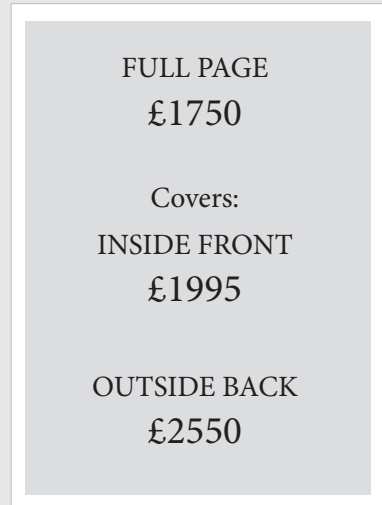 FULL PAGE
£1750
Covers:
INSIDE FRONT
£1995
OUTSIDE BACK
£2550